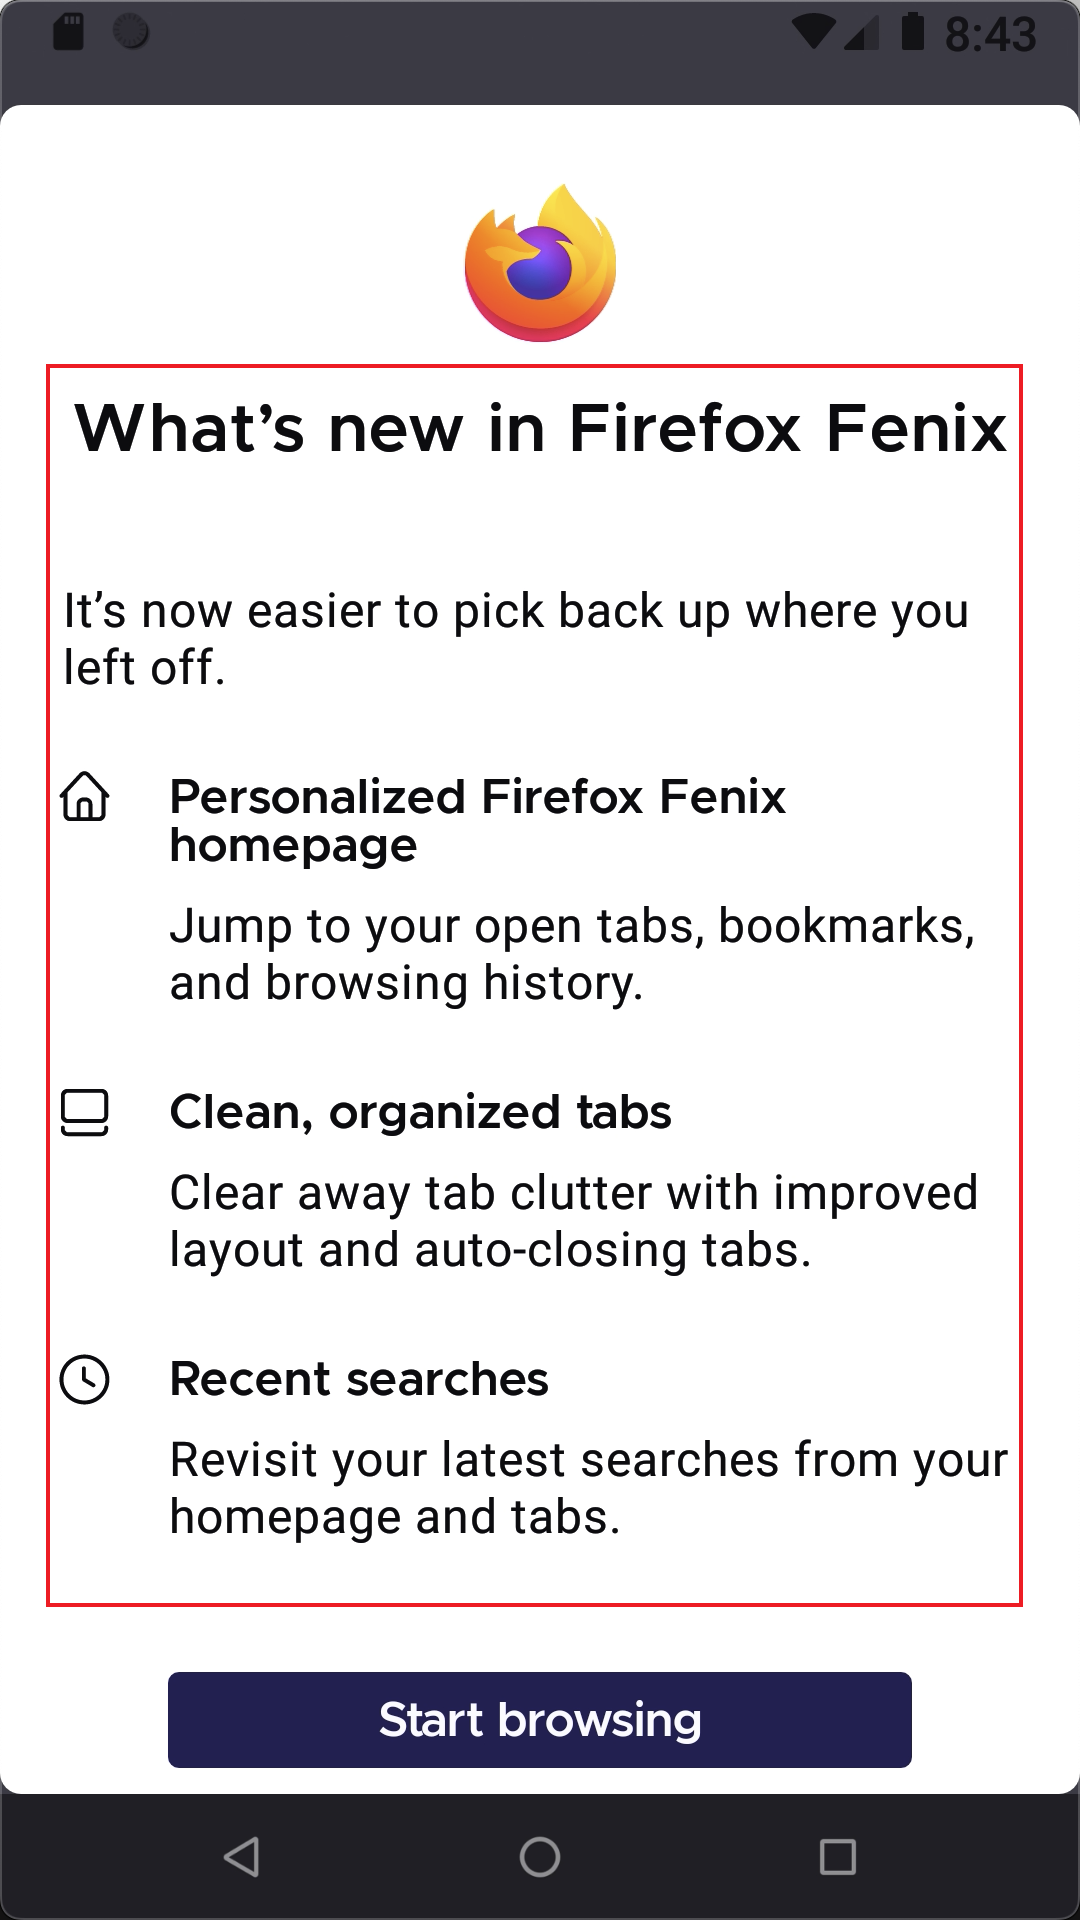 8:43
What’s new in Firefox Fenix
It’s now easier to pick back up where you
left off.
Personalized Firefox Fenix
homepage
Jump to your open tabs, bookmarks,
and browsing history.
Clean, organized tabs
Clear away tab clutter with improved
layout and auto-closing tabs.
Recent searches
Revisit your latest searches from your
homepage and tabs.
Start browsing